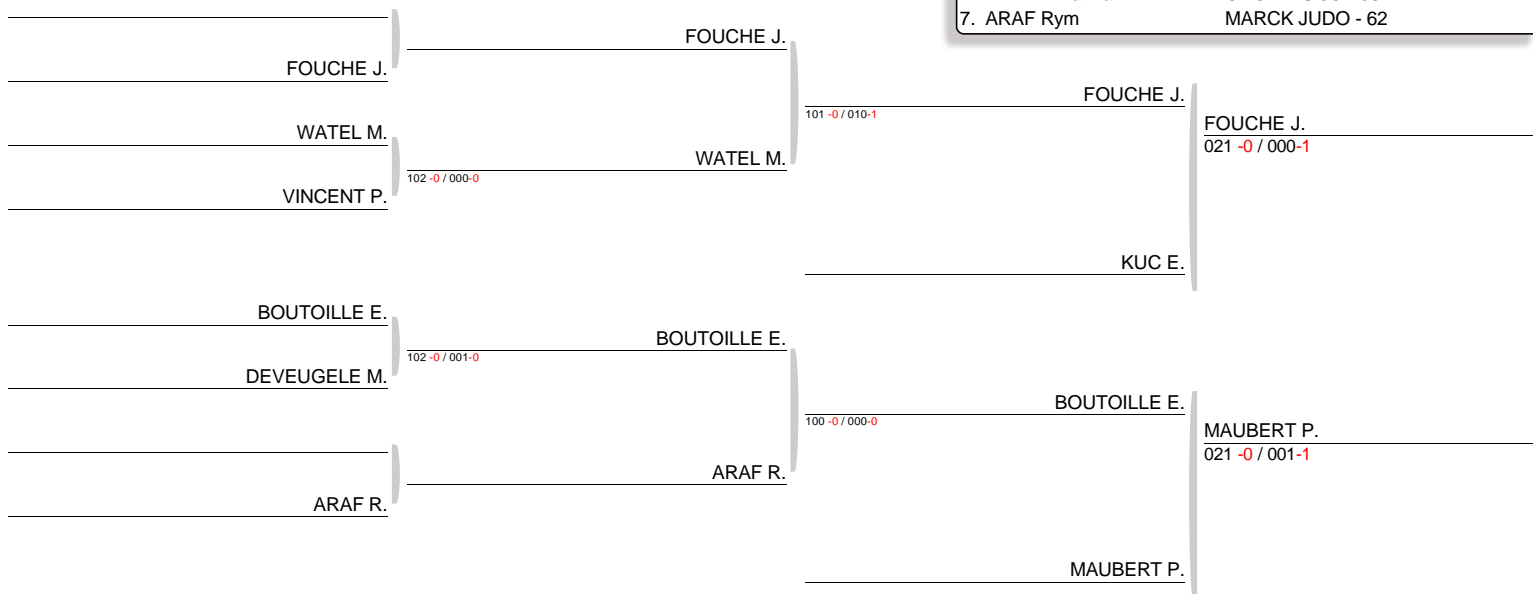 7. ARAF Rym MARCK JUDO - 62
FOUCHE J.
FOUCHE J.
WATEL M.
VINCENT P.
WATEL M.
102 -0 / 000-0
FOUCHE J.
101 -0 / 010-1
KUC E.
FOUCHE J.
021 -0 / 000-1
BOUTOILLE E.
DEVEUGELE M.
BOUTOILLE E.
102 -0 / 001-0
ARAF R.
ARAF R.
BOUTOILLE E.
100 -0 / 000-0
MAUBERT P.
MAUBERT P.
021 -0 / 001-1